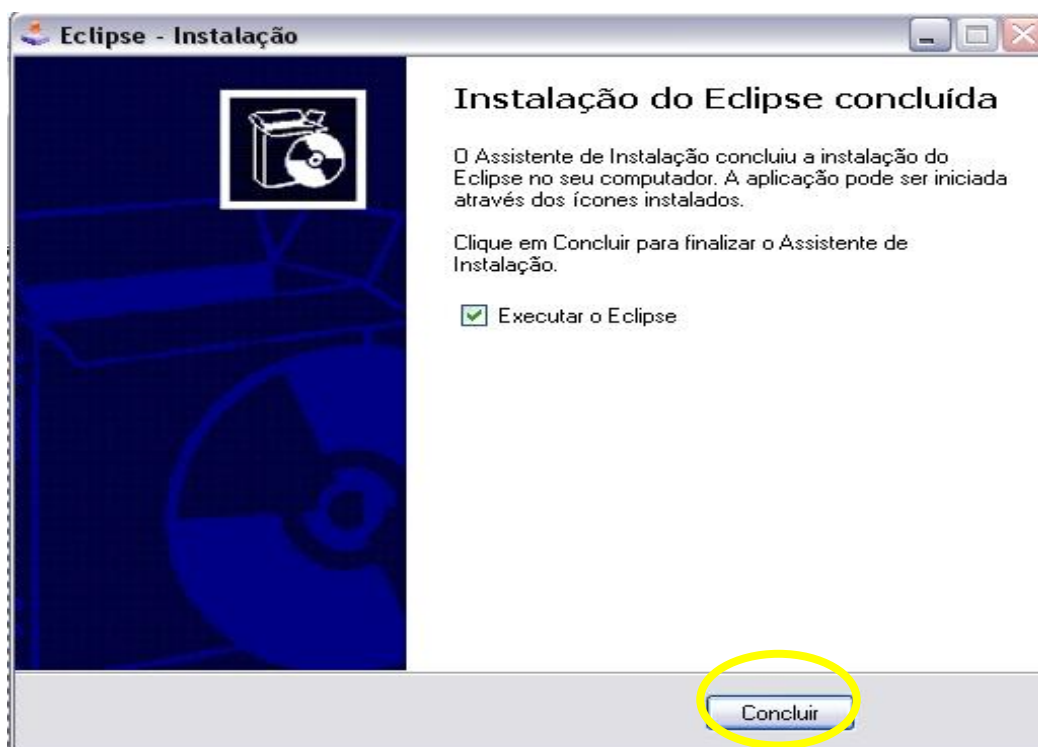 Eclipse - Instalação
Instalação do Eclipse concluída
O Assistente de Instalação concluiu a instalação do
Eclipse no seu computador. A aplicação pode ser iniciada
através dos ícones instalados.
Clique em Concluir para finalizar o Assistente de
Instalação.
Executar o Eclipse
Concluir